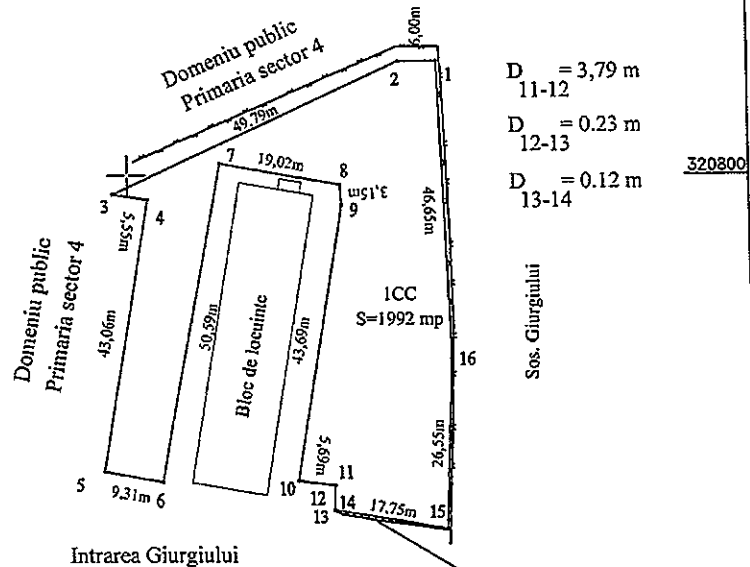 Domeniu public
Primaria sector 4
6,00m
1
2
D = 3,79 m
11-12
D = 0.23 m
12-13
D = 0.12 m
13-14
320800
49.79m
7
19,02m
8
3,15m
9
3
4
5,55m
46,65m
Domeniu public
Primaria sector 4
43,06m
50,59m
Bloc de locuinte
43,69m
1CC
S=1992 mp
16
Sos. Giurgiului
26,55m
5,69m
10
11
12
13
14
17,75m
15
5
9.31m
6
Intrarea Giurgiului